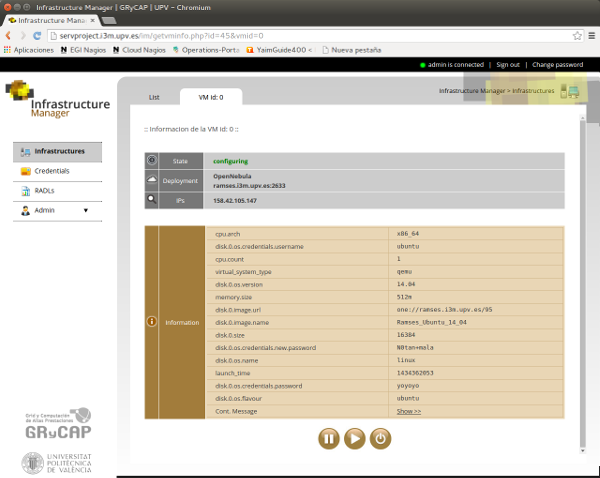 Infrastructure Manager | GRyCAP | UPV - Chromium
Infrastructure Mana
servproject.i3m.upv.es/im/getvminfo.php?id=45&vmid=0
Aplicaciones EGI Nagios Cloud Nagios Operations-Porta YaimGuide400 < Nueva pestaña
admin is connected | Sign out | Change password
Infrastructure
Manager
List VM id: 0
Infrastructure Manager > Infrastructures
:: Informacion de la VM id: 0 ::
Infrastructures
Credentials
RADLs
Admin
State configuring
Deployment OpenNebula
ramses.i3m.upv.es:2633
IPs 158.42.105.147
Information
cpu.arch x86_64
disk.0.os.credentials.username ubuntu
cpu.count 1
virtual_system_type qemu
disk.0.os.version 14.04
memory.size 512m
disk.0.image.url one://ramses.i3m.upv.es/95
disk.0.image.name Ramses_Ubuntu_14_04
disk.0.size 16384
disk.0.os.credentials.new.password N0tan+mala
disk.0.os.name linux
launch_time 1434362053
disk.0.os.credentials.password yoyoyo
disk.0.os.flavour ubuntu
Cont. Message Show >>
Grid y Computación
de Altas Prestaciones
GRyCAP
UNIVERSITAT
POLITÈCNICA
DE VALÈNCIA